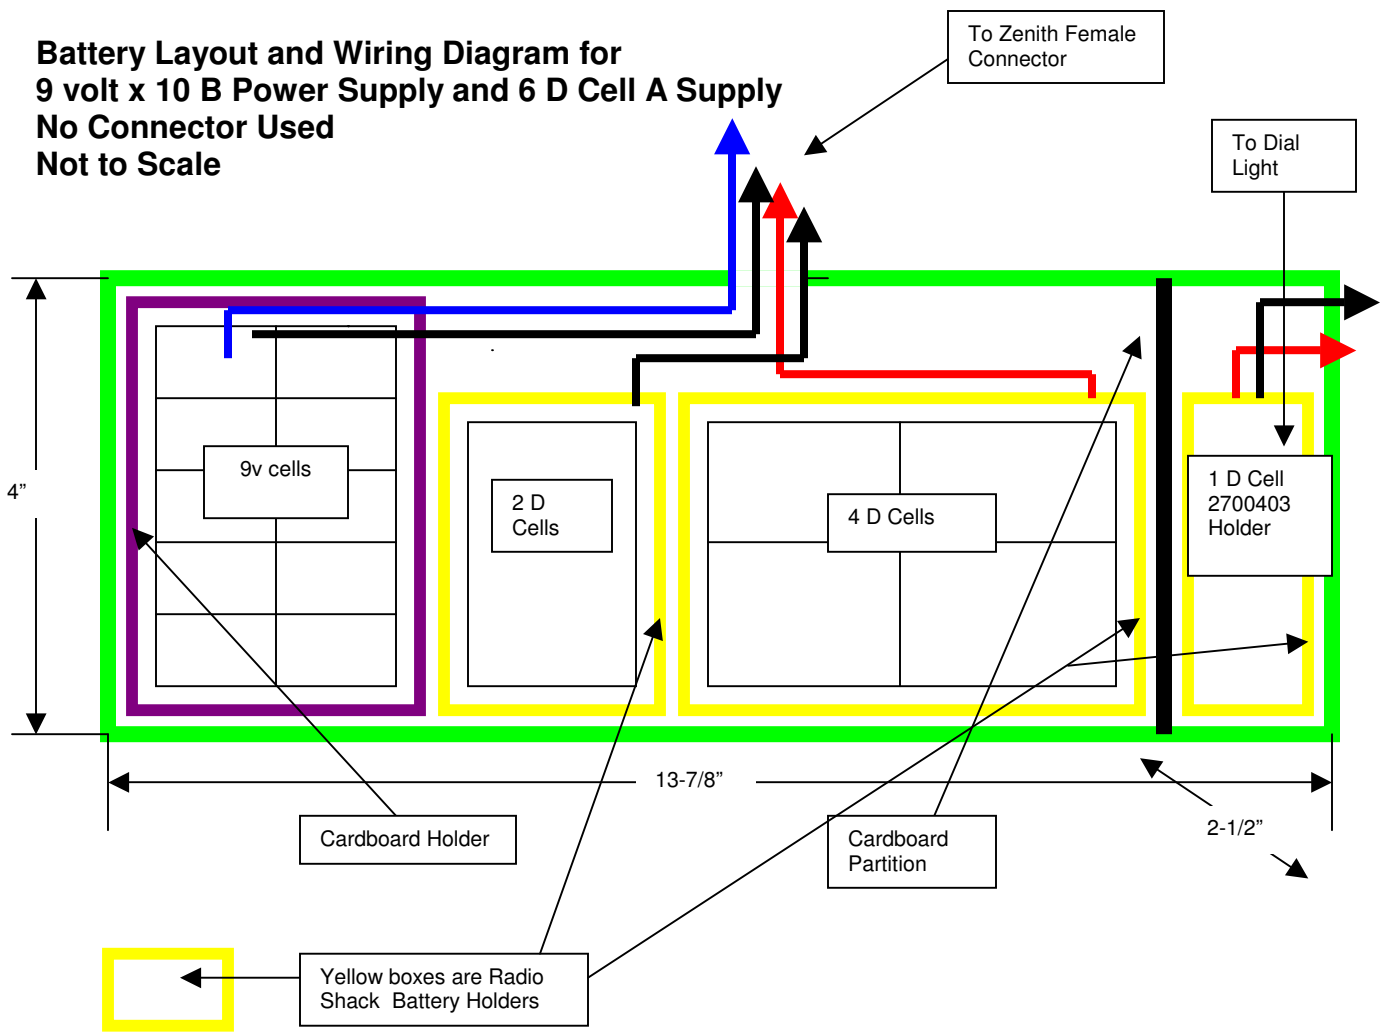 Battery Layout and Wiring Diagram for
9 volt x 10 B Power Supply and 6 D Cell A Supply
No Connector Used
Not to Scale
To Zenith Female
Connector
To Dial
Light
9v cells
2 D
Cells
4 D Cells
1 D Cell
2700403
Holder
4”
13-7/8”
2-1/2”
Cardboard Holder
Cardboard
Partition
Yellow boxes are Radio
Shack  Battery Holders